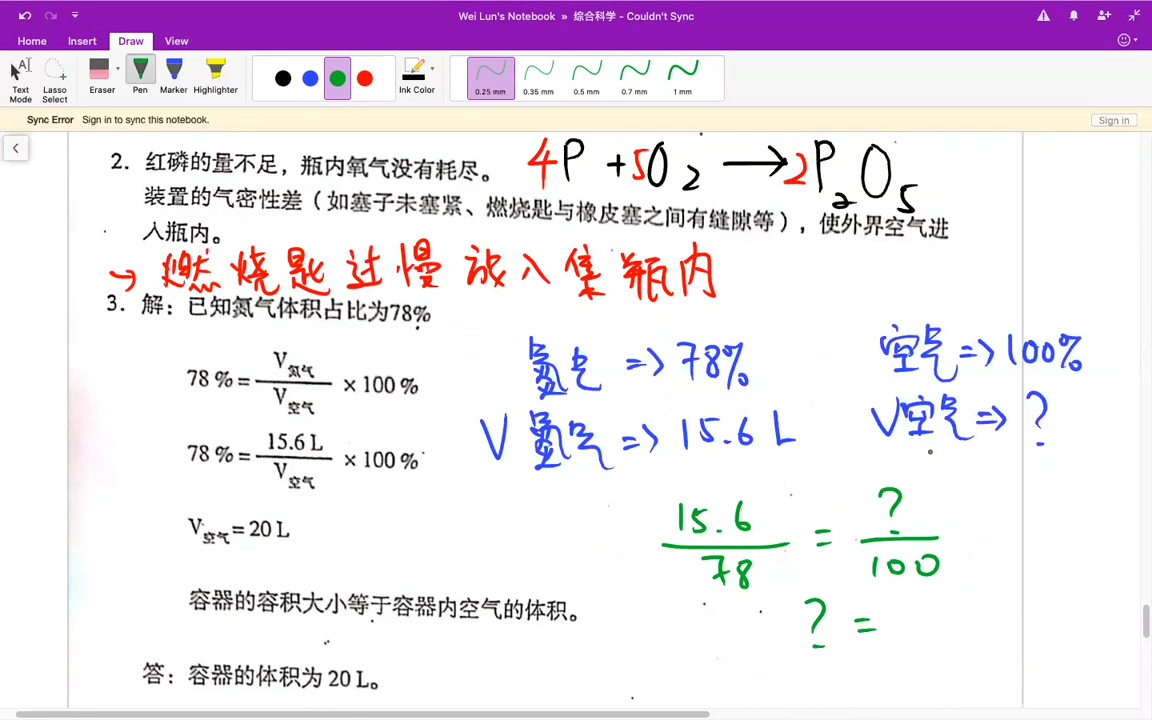 Wei Lun's Notebook » 综合科学 - Couldn't Sync
Home Insert Draw View
Text Mode Lasso Select Eraser Pen Marker Highlighter Ink Color 0.25 mm 0.35 mm 0.5 mm 0.7 mm 1 mm
Sync Error Sign in to sync this notebook. Sign in
2. 红磷的量不足，瓶内氧气没有耗尽。 4P + 5O2 → 2P2O5
装置的气密性差（如塞子未塞紧、燃烧匙与橡皮塞之间有缝隙等），使外界空气进
入瓶内。
→ 燃烧匙过慢放入集瓶内
3. 解：已知氮气体积占比为78%
78 % = V氮气 / V空气 × 100 % 氮气 => 78% 空气 => 100%
78 % = 15.6 L / V空气 × 100 % V氮气 => 15.6 L V空气 => ?
V空气 = 20 L 15.6 / 78 = ? / 100
容器的容积大小等于容器内空气的体积。 ? =
答：容器的体积为 20 L。